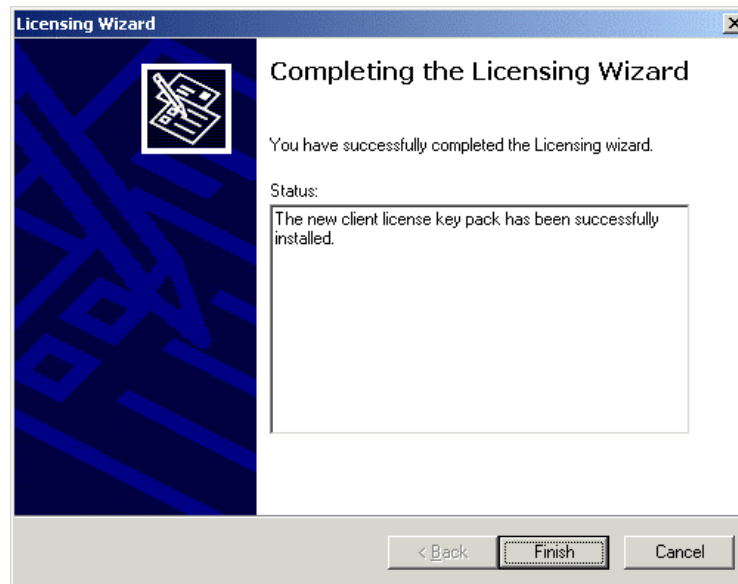 Licensing Wizard
Completing the Licensing Wizard
You have successfully completed the Licensing wizard.
Status:
The new client license key pack has been successfully
installed.
< Back
Finish
Cancel